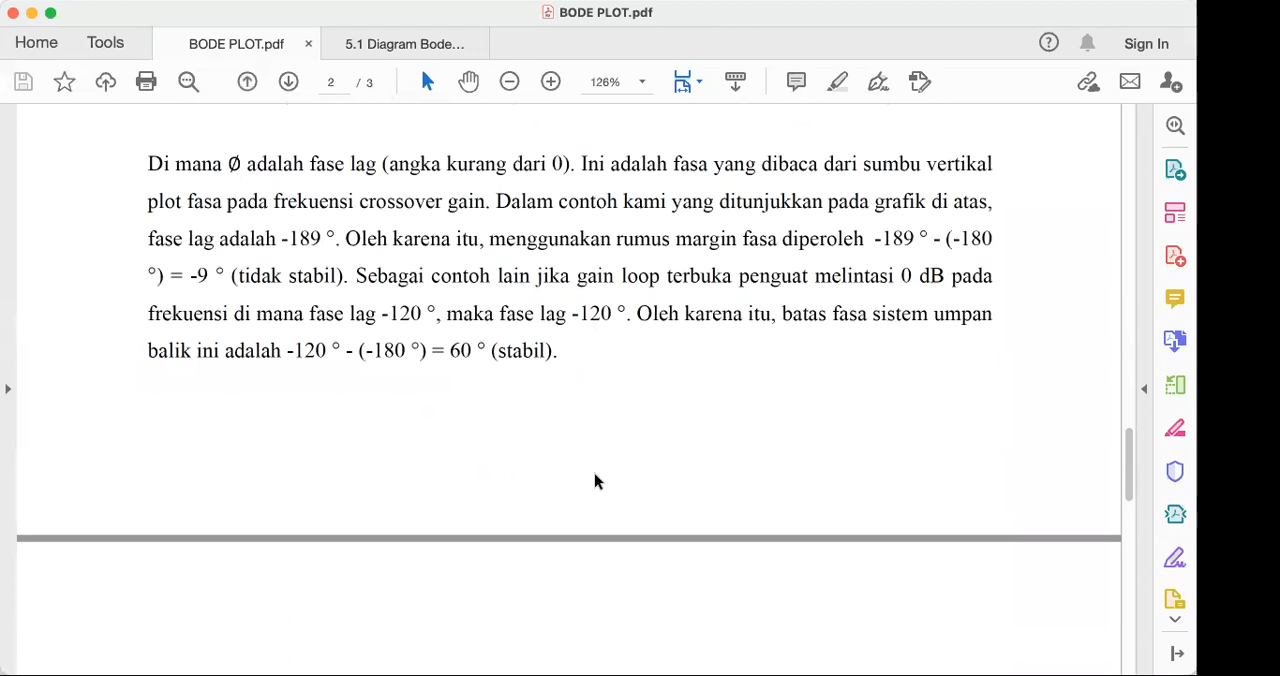 BODE PLOT.pdf
Home Tools BODE PLOT.pdf × 5.1 Diagram Bode... Sign In
2 / 3 126%
Di mana ∅ adalah fase lag (angka kurang dari 0). Ini adalah fasa yang dibaca dari sumbu vertikal
plot fasa pada frekuensi crossover gain. Dalam contoh kami yang ditunjukkan pada grafik di atas,
fase lag adalah -189 °. Oleh karena itu, menggunakan rumus margin fasa diperoleh -189 ° - (-180
°) = -9 ° (tidak stabil). Sebagai contoh lain jika gain loop terbuka penguat melintasi 0 dB pada
frekuensi di mana fase lag -120 °, maka fase lag -120 °. Oleh karena itu, batas fasa sistem umpan
balik ini adalah -120 ° - (-180 °) = 60 ° (stabil).